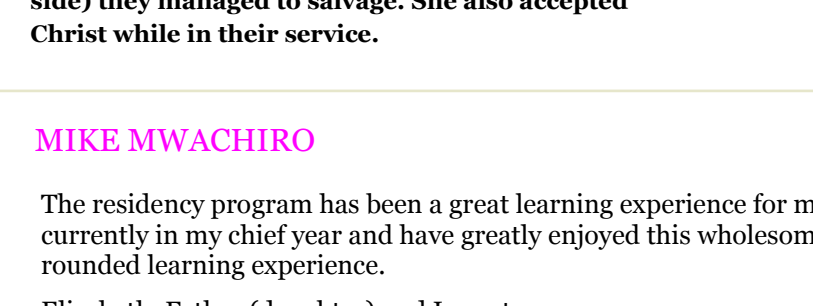 side) they managed to salvage. She also accepted
Christ while in their service.
MIKE MWACHIRO
The residency program has been a great learning experience for
currently in my chief year and have greatly enjoyed this
rounded learning experience.